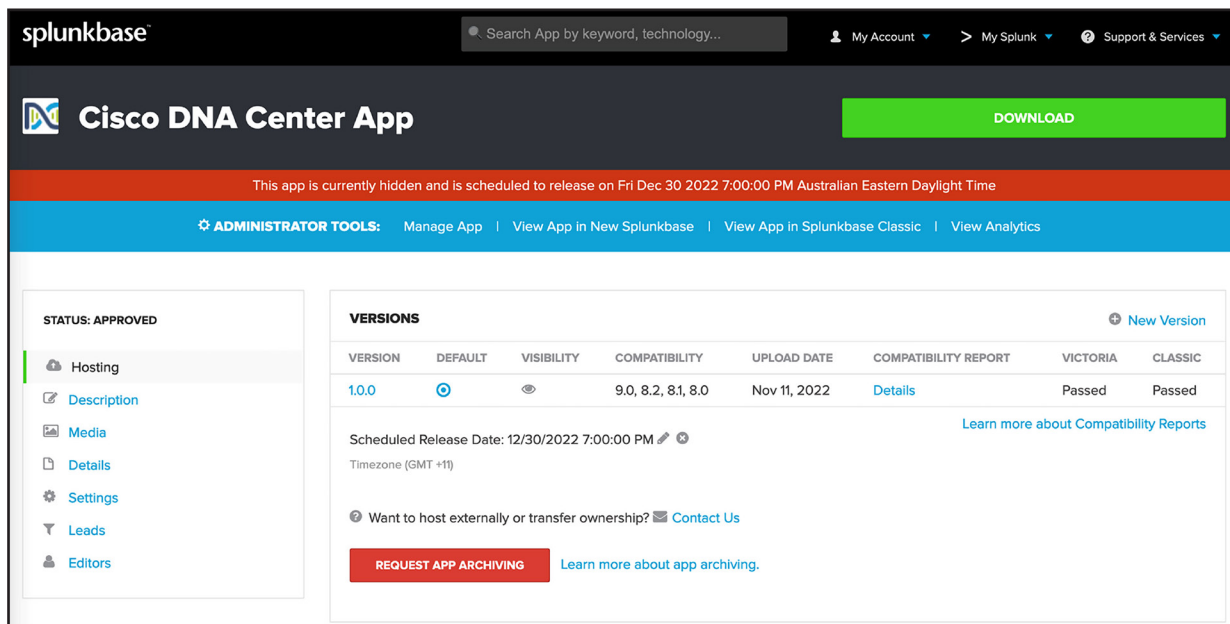 splunkbase™
Search App by keyword, technology...
My Account
My Splunk
Support & Services
Cisco DNA Center App
DOWNLOAD
This app is currently hidden and is scheduled to release on Fri Dec 30 2022 7:00:00 PM Australian Eastern Daylight Time
ADMINISTRATOR TOOLS: Manage App | View App in New Splunkbase | View App in Splunkbase Classic | View Analytics
STATUS: APPROVED
Hosting
Description
Media
Details
Settings
Leads
Editors
VERSIONS
New Version
VERSION DEFAULT VISIBILITY COMPATIBILITY UPLOAD DATE COMPATIBILITY REPORT VICTORIA CLASSIC
1.0.0 9.0, 8.2, 8.1, 8.0 Nov 11, 2022 Details Passed Passed
Learn more about Compatibility Reports
Scheduled Release Date: 12/30/2022 7:00:00 PM
Timezone (GMT +11)
Want to host externally or transfer ownership? Contact Us
REQUEST APP ARCHIVING Learn more about app archiving.